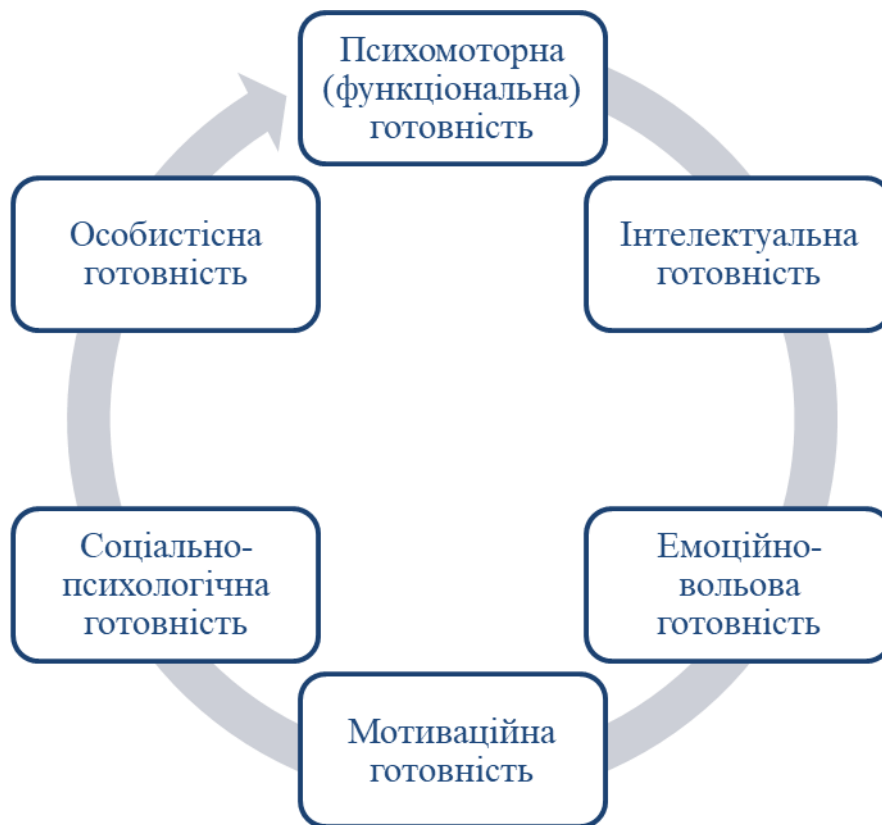 Психомоторна
(функціональна)
готовність
Інтелектуальна
готовність
Емоційно-
вольова
готовність
Мотиваційна
готовність
Соціально-
психологічна
готовність
Особистісна
готовність